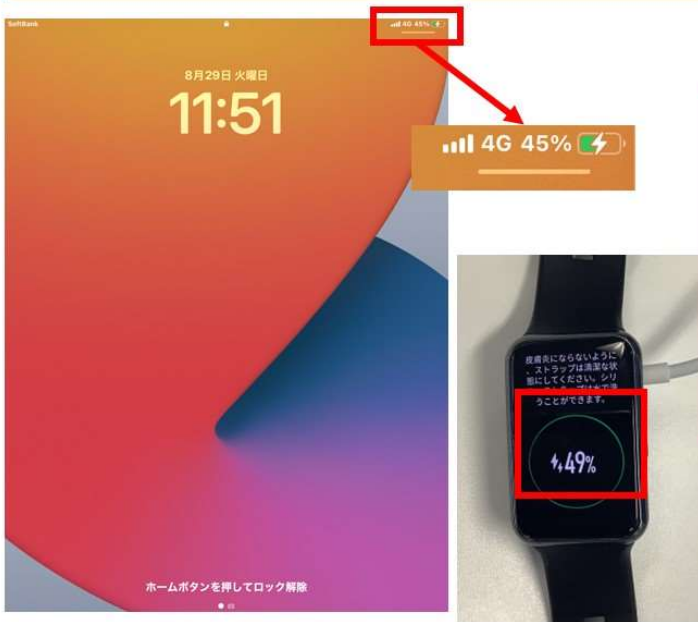 SoftBank
4G 45%
8月29日 火曜日
11:51
4G 45%
皮膚炎にならないように
、ストラップは清潔な状
態にしてください。シリ
うことができます。
49%
ホームボタンを押してロック解除